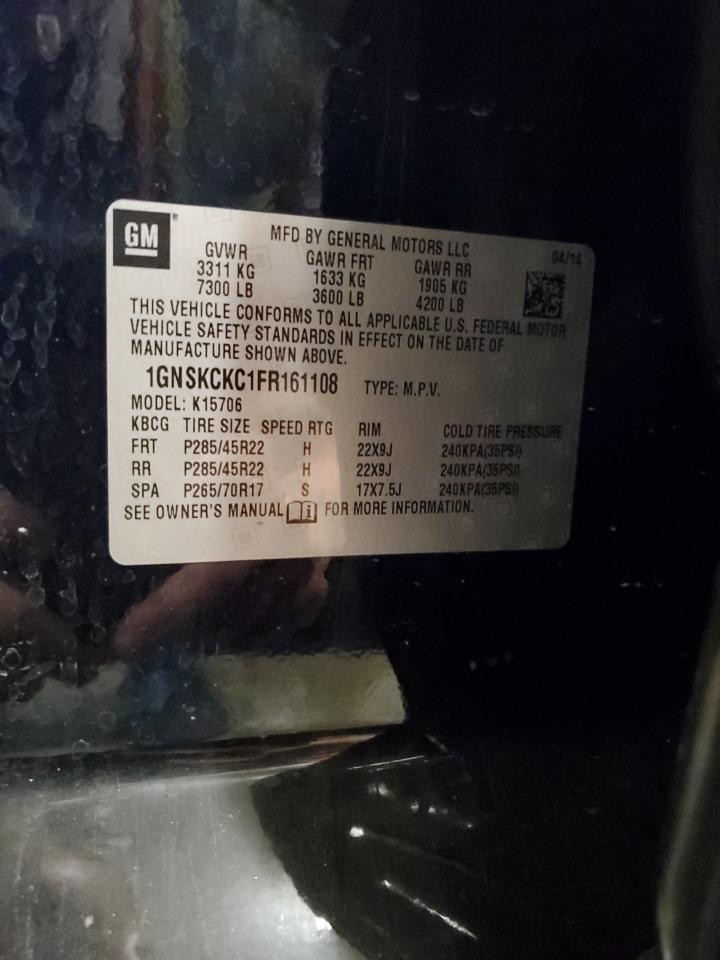 GM
MFD BY GENERAL MOTORS LLC 04/14
GVWR GAWR FRT GAWR RR
3311 KG 1633 KG 1905 KG
7300 LB 3600 LB 4200 LB
THIS VEHICLE CONFORMS TO ALL APPLICABLE U.S. FEDERAL MOTOR
VEHICLE SAFETY STANDARDS IN EFFECT ON THE DATE OF
MANUFACTURE SHOWN ABOVE.
1GNSKCKC1FR161108 TYPE: M.P.V.
MODEL: K15706
KBCG TIRE SIZE SPEED RTG RIM COLD TIRE PRESSURE
FRT P285/45R22 H 22X9J 240KPA(35PSI)
RR P285/45R22 H 22X9J 240KPA(35PSI)
SPA P265/70R17 S 17X7.5J 240KPA(35PSI)
SEE OWNER'S MANUAL FOR MORE INFORMATION.